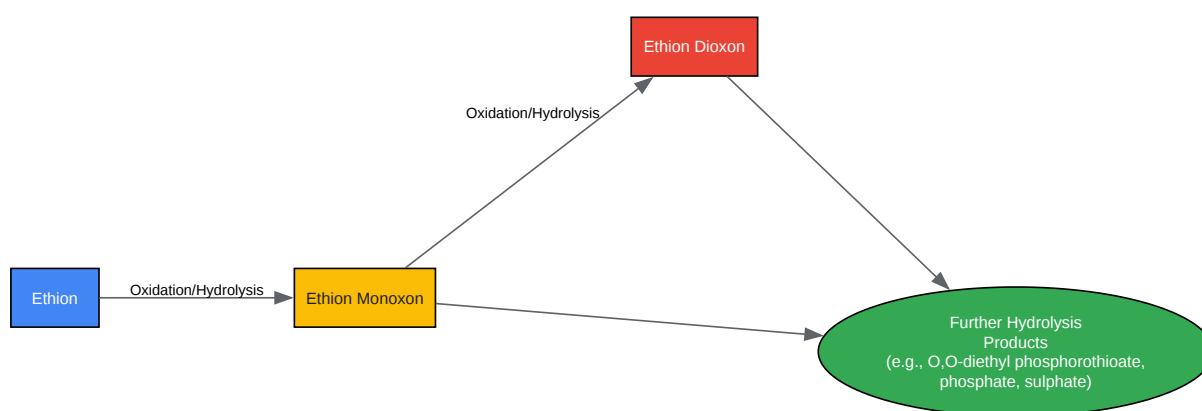 Ethion Dioxon
Oxidation/Hydrolysis
Ethion
Oxidation/Hydrolysis
Ethion Monoxon
Further Hydrolysis
Products
(e.g., O,O-diethyl phosphorothioate,
phosphate, sulphate)